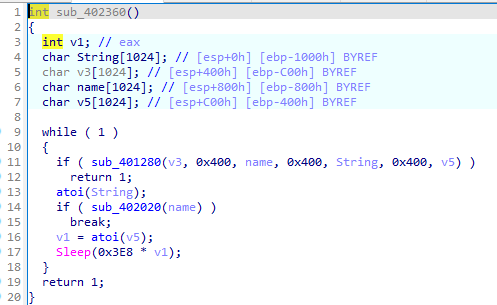 1 int sub_402360()
2 {
3 int v1; // eax
4 char String[1024]; // [esp+0h] [ebp-1000h] BYREF
5 char v3[1024]; // [esp+400h] [ebp-C00h] BYREF
6 char name[1024]; // [esp+800h] [ebp-800h] BYREF
7 char v5[1024]; // [esp+C00h] [ebp-400h] BYREF
8
9 while ( 1 )
10 {
11 if ( sub_401280(v3, 0x400, name, 0x400, String, 0x400, v5) )
12 return 1;
13 atoi(String);
14 if ( sub_402020(name) )
15 break;
16 v1 = atoi(v5);
17 Sleep(0x3E8 * v1);
18 }
19 return 1;
20 }